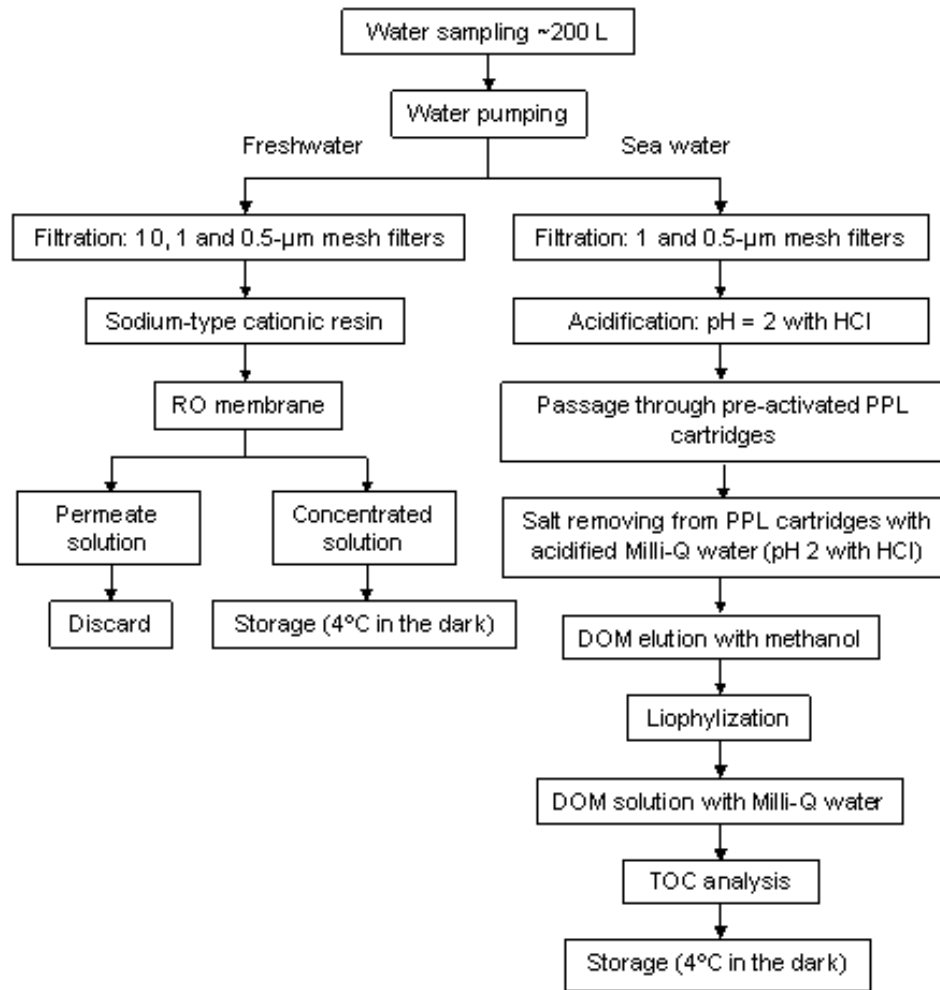 Water sampling ~200 L
Water pumping
Freshwater
Sea water
Filtration: 10, 1 and 0.5-µm mesh filters
Filtration: 1 and 0.5-µm mesh filters
Sodium-type cationic resin
Acidification: pH = 2 with HCl
RO membrane
Passage through pre-activated PPL
cartridges
Permeate
solution
Concentrated
solution
Salt removing from PPL cartridges with
acidified Milli-Q water (pH 2 with HCl)
Discard
Storage (4°C in the dark)
DOM elution with methanol
Liophylization
DOM solution with Milli-Q water
TOC analysis
Storage (4°C in the dark)